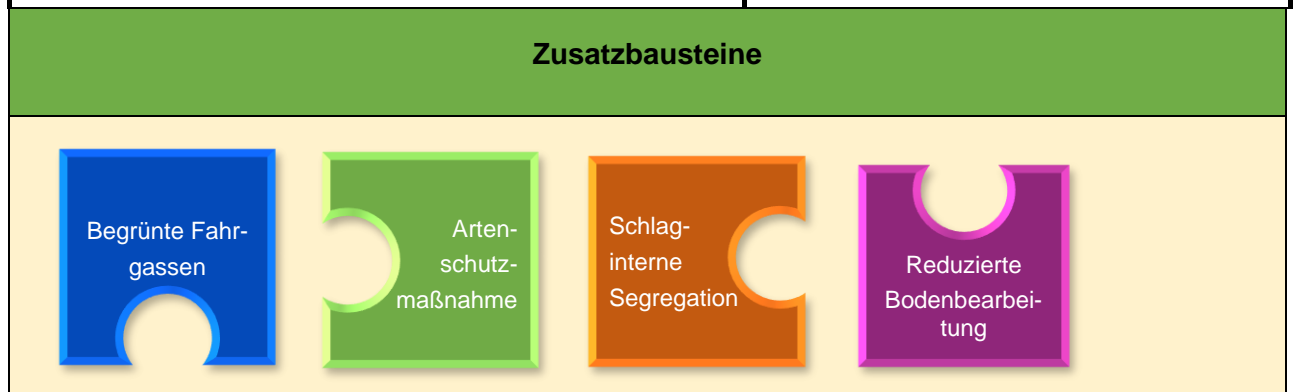 Zusatzbausteine
Begrünte Fahr-
gassen
Arten-
schutz-
maßnahme
Schlag-
interne
Segregation
Reduzierte
Bodenbearbei-
tung